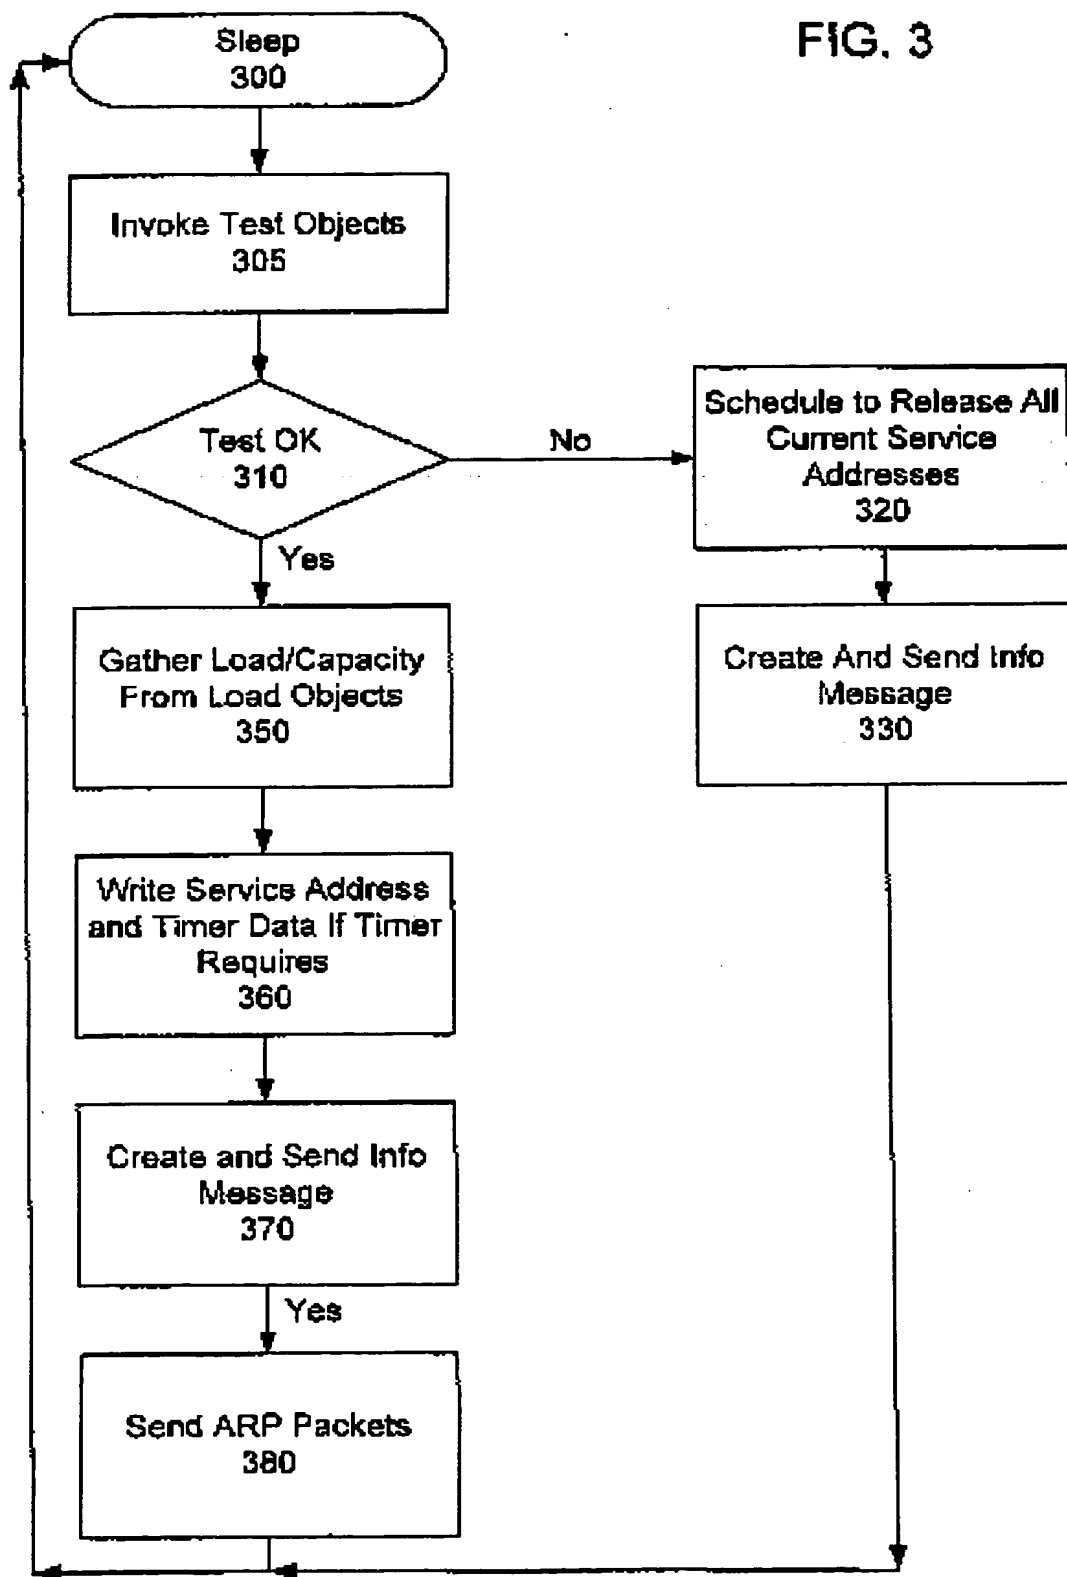 FIG. 3
Sleep
300
Invoke Test Objects
305
Test OK
310
No
Yes
Schedule to Release All
Current Service
Addresses
320
Create And Send Info
Message
330
Gather Load/Capacity
From Load Objects
350
Write Service Address
and Timer Data If Timer
Requires
360
Create and Send Info
Message
370
Yes
Send ARP Packets
380